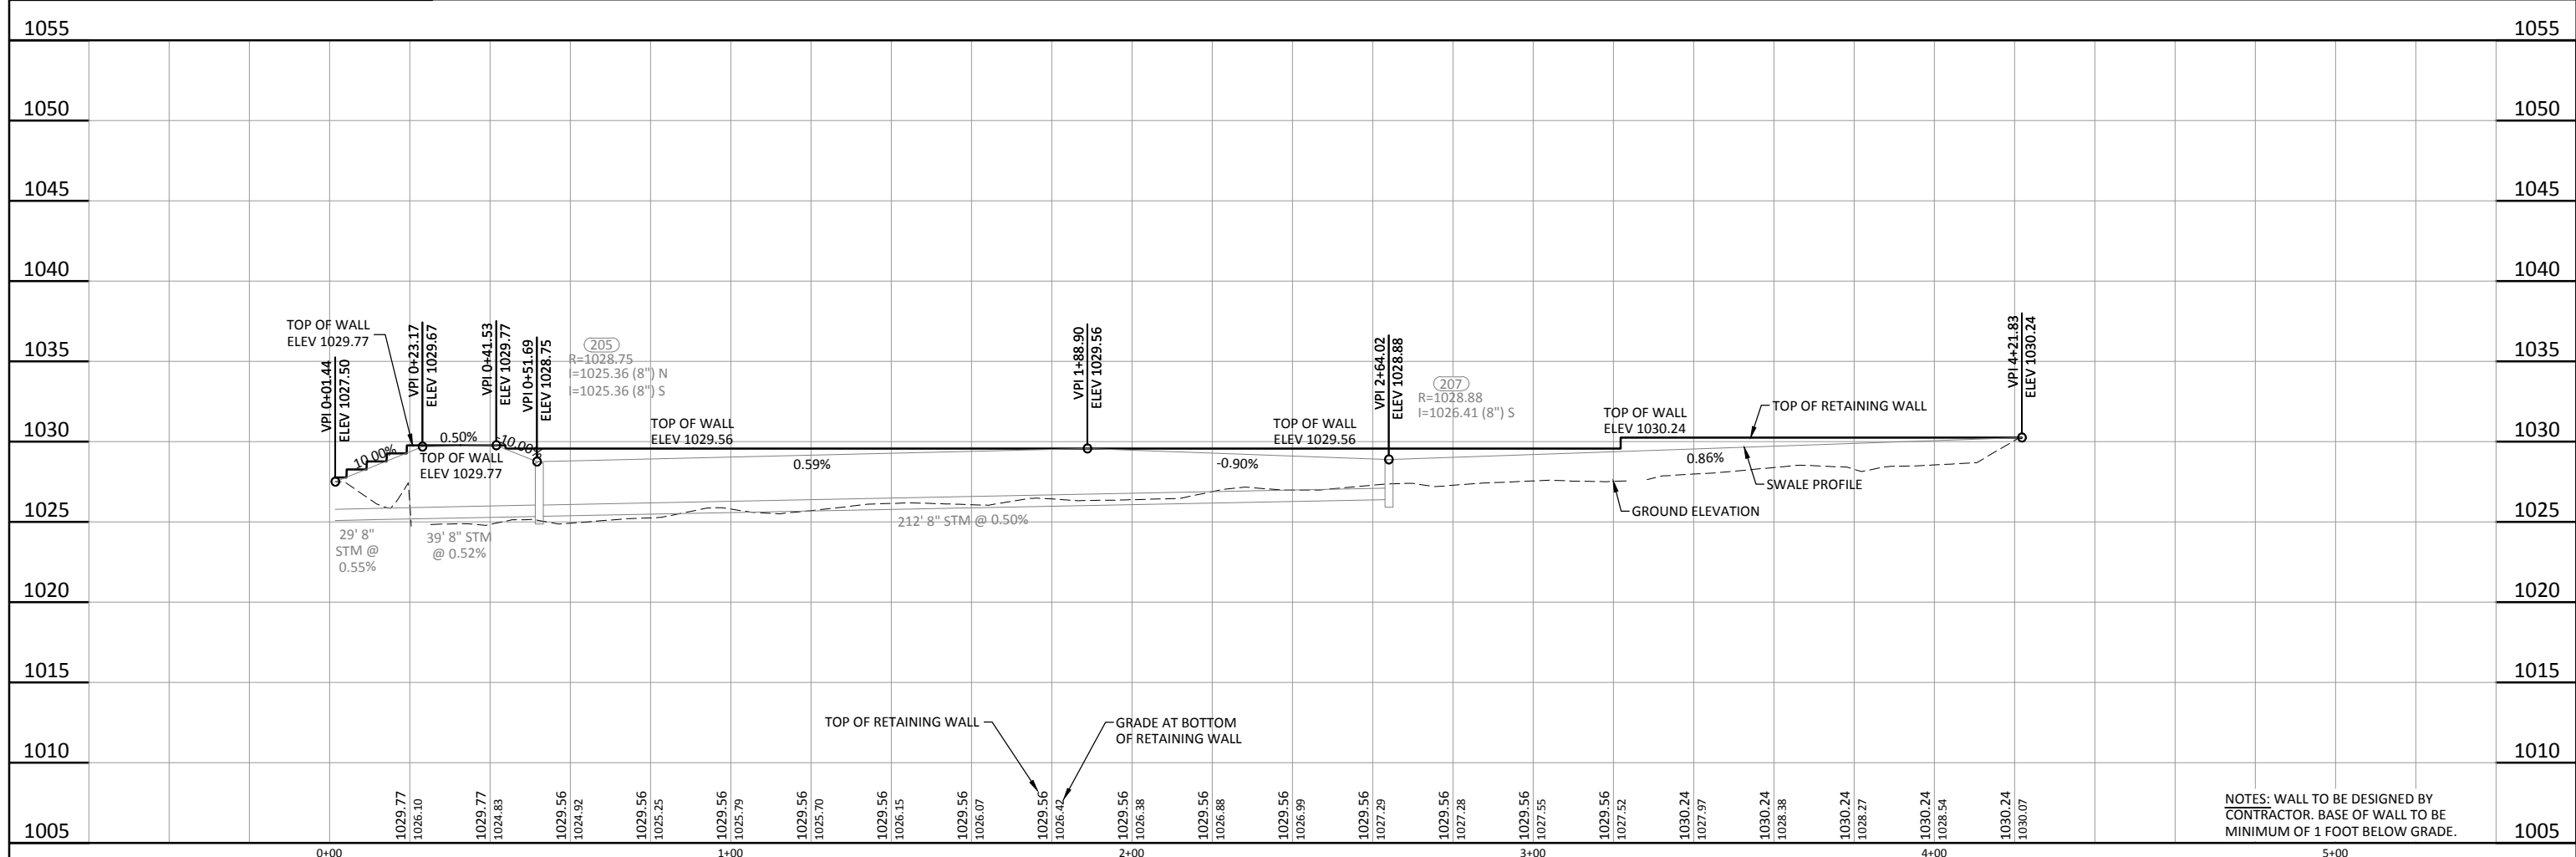 1055
1055
1050
1050
1045
1045
1040
1040
1035
1035
1030
1030
1025
1025
1020
1020
1015
1015
1010
1010
1005
1005
TOP OF WALL
ELEV 1029.77
VPI 0+01.44
ELEV 1027.50
VPI 0+23.17
ELEV 1029.67
VPI 0+41.53
ELEV 1029.77
VPI 0+51.69
ELEV 1028.75
205
R=1028.75
I=1025.36 (8") N
I=1025.36 (8") S
VPI 1+88.90
ELEV 1029.56
VPI 2+64.02
ELEV 1028.88
207
R=1028.88
I=1026.41 (8") S
VPI 4+21.83
ELEV 1030.24
10.00%
0.50%
-10.00%
TOP OF WALL
ELEV 1029.77
TOP OF WALL
ELEV 1029.56
0.59%
-0.90%
TOP OF WALL
ELEV 1029.56
TOP OF WALL
ELEV 1030.24
TOP OF RETAINING WALL
0.86%
SWALE PROFILE
GROUND ELEVATION
29' 8"
STM @
0.55%
39' 8" STM
@ 0.52%
212' 8" STM @ 0.50%
TOP OF RETAINING WALL
GRADE AT BOTTOM
OF RETAINING WALL
1029.77
1026.10
1029.77
1024.83
1029.56
1024.92
1029.56
1025.25
1029.56
1025.79
1029.56
1025.70
1029.56
1026.15
1029.56
1026.07
1029.56
1026.42
1029.56
1026.38
1029.56
1026.88
1029.56
1026.99
1029.56
1027.29
1029.56
1027.28
1029.56
1027.55
1029.56
1027.52
1030.24
1027.97
1030.24
1028.38
1030.24
1028.27
1030.24
1028.54
1030.24
1030.07
NOTES: WALL TO BE DESIGNED BY
CONTRACTOR. BASE OF WALL TO BE
MINIMUM OF 1 FOOT BELOW GRADE.
0+00
1+00
2+00
3+00
4+00
5+00